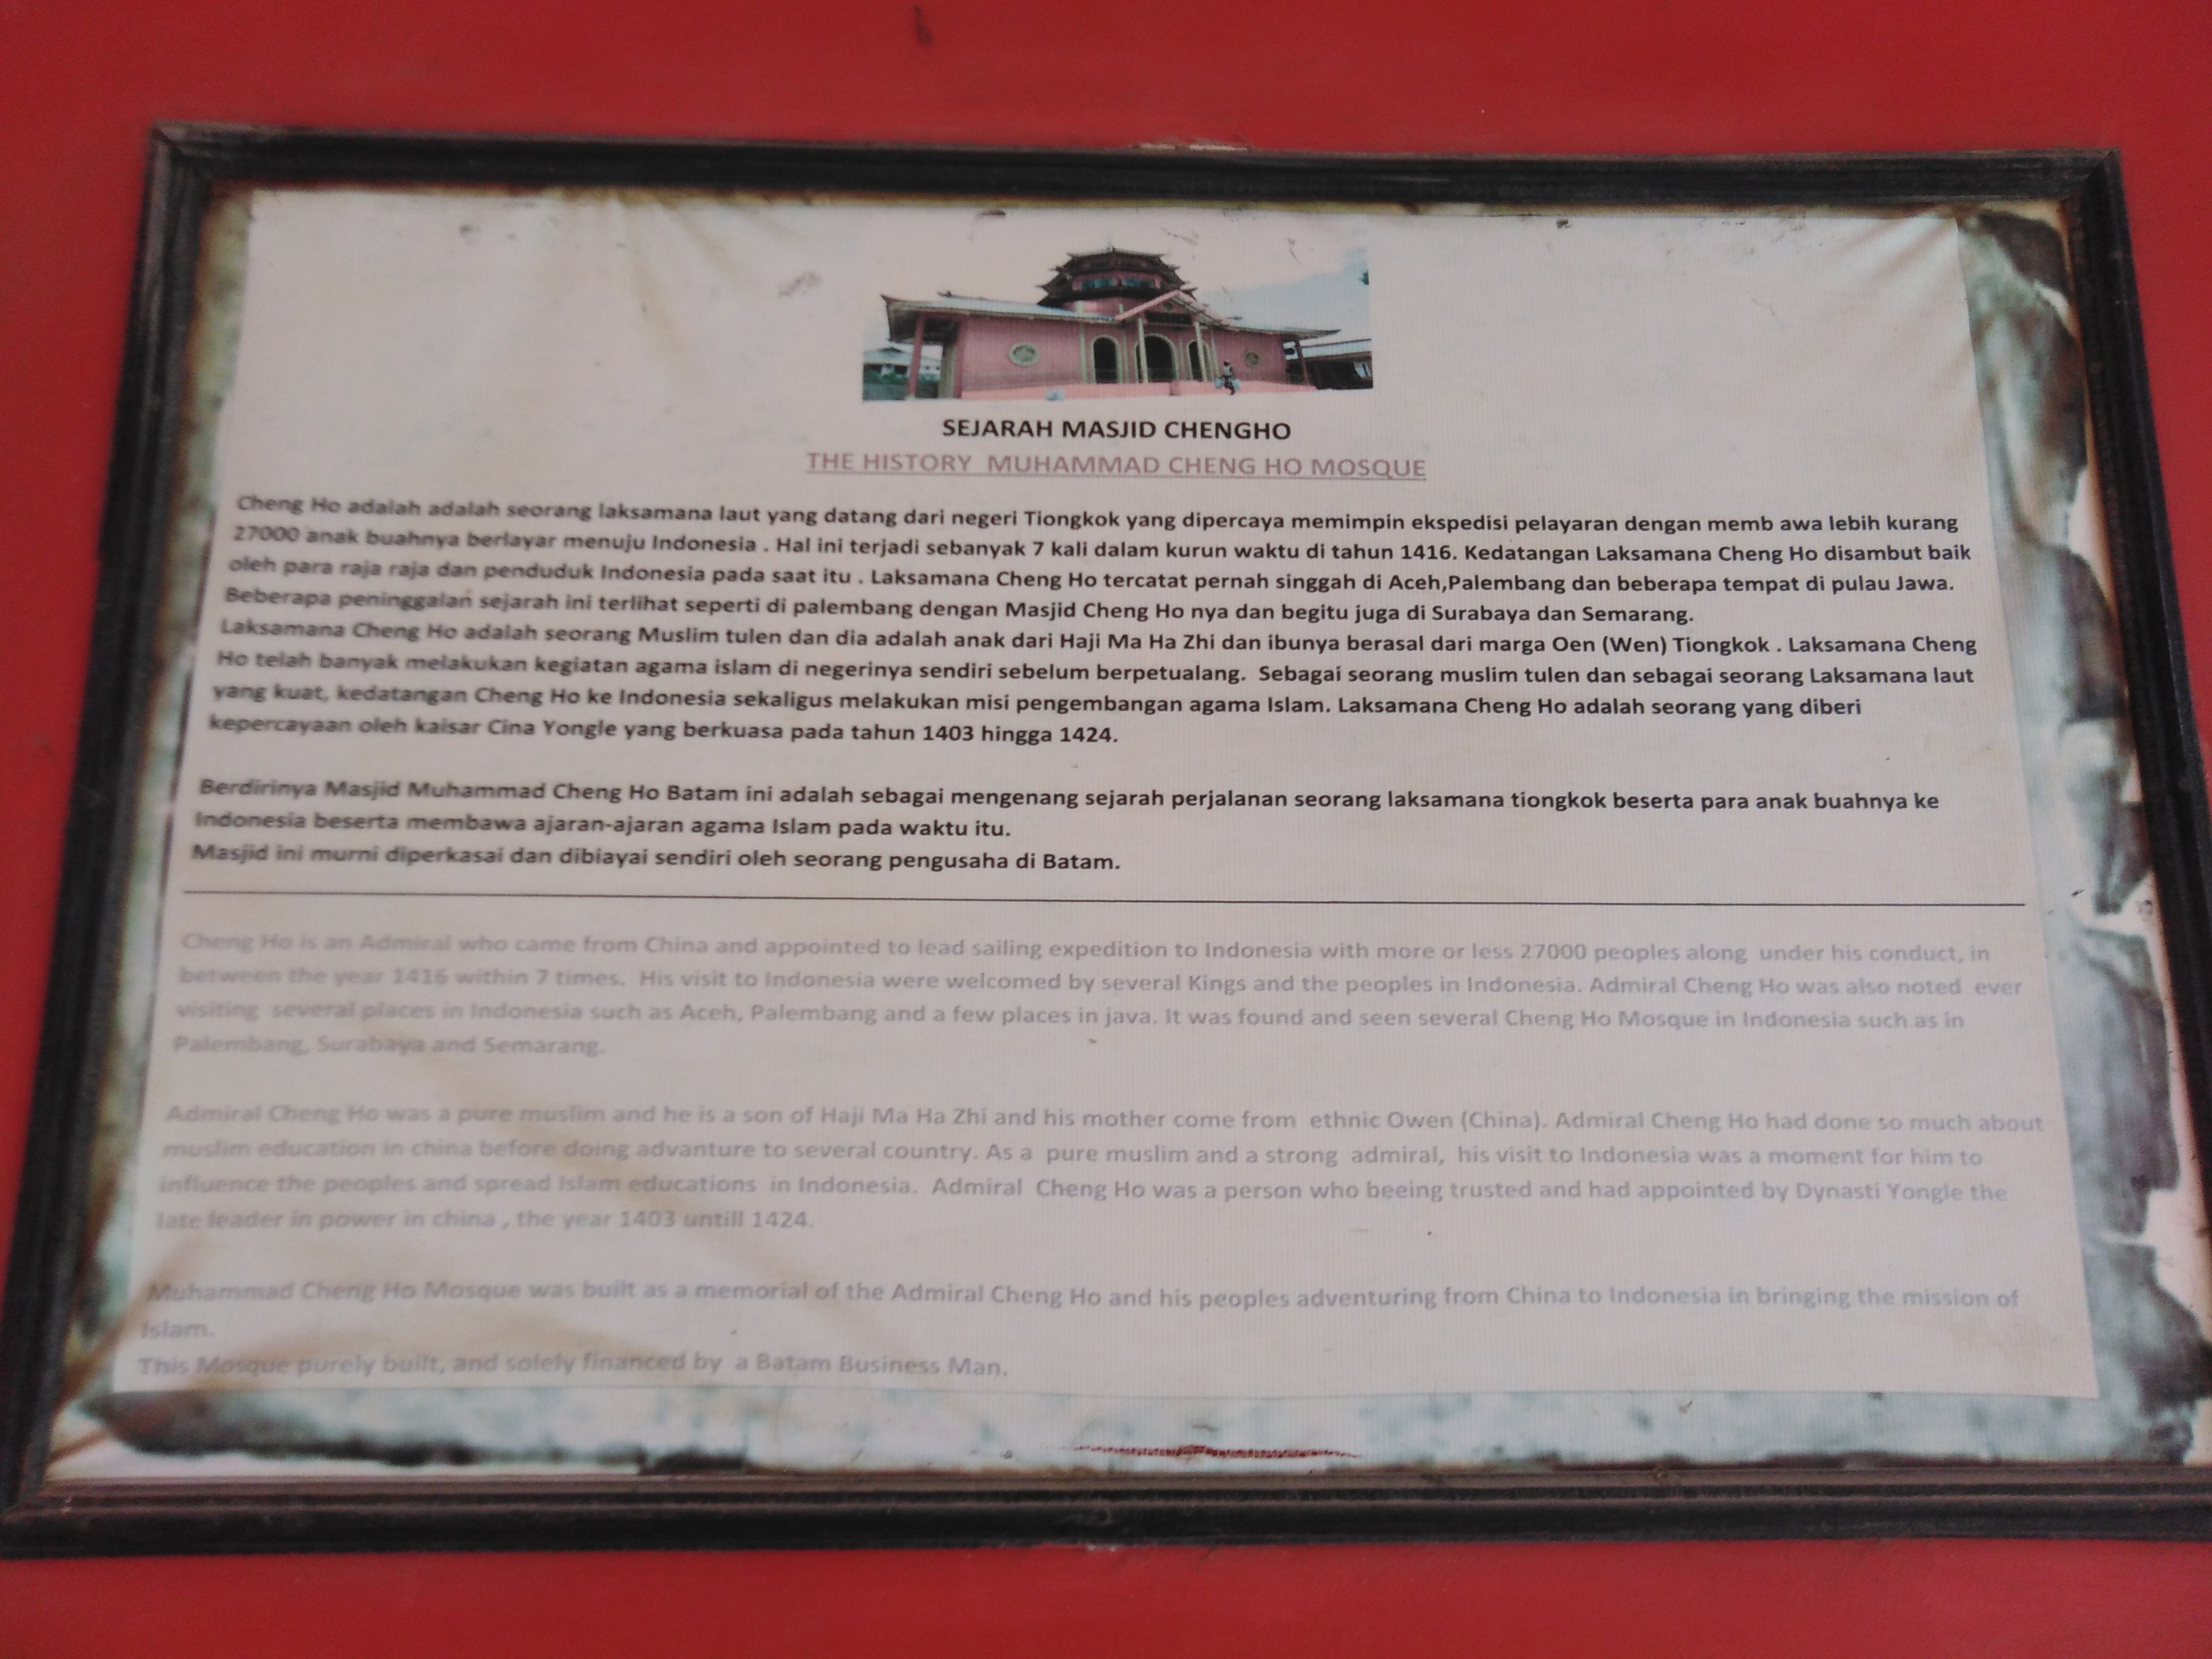 SEJARAH MASJID CHENGHO
THE HISTORY MUHAMMAD CHENG HO MOSQUE
Cheng Ho adalah adalah seorang laksamana laut yang datang dari negeri Tiongkok yang dipercaya memimpin ekspedisi pelayaran dengan memb awa lebih kurang
27000 anak buahnya berlayar menuju Indonesia . Hal ini terjadi sebanyak 7 kali dalam kurun waktu di tahun 1416. Kedatangan Laksamana Cheng Ho disambut baik
oleh para raja raja dan penduduk Indonesia pada saat itu . Laksamana Cheng Ho tercatat pernah singgah di Aceh,Palembang dan beberapa tempat di pulau Jawa.
Beberapa peninggalan sejarah ini terlihat seperti di palembang dengan Masjid Cheng Ho nya dan begitu juga di Surabaya dan Semarang.
Laksamana Cheng Ho adalah seorang Muslim tulen dan dia adalah anak dari Haji Ma Ha Zhi dan ibunya berasal dari marga Oen (Wen) Tiongkok . Laksamana Cheng
Ho telah banyak melakukan kegiatan agama islam di negerinya sendiri sebelum berpetualang. Sebagai seorang muslim tulen dan sebagai seorang Laksamana laut
yang kuat, kedatangan Cheng Ho ke Indonesia sekaligus melakukan misi pengembangan agama Islam. Laksamana Cheng Ho adalah seorang yang diberi
kepercayaan oleh kaisar Cina Yongle yang berkuasa pada tahun 1403 hingga 1424.
Berdirinya Masjid Muhammad Cheng Ho Batam ini adalah sebagai mengenang sejarah perjalanan seorang laksamana tiongkok beserta para anak buahnya ke
Indonesia beserta membawa ajaran-ajaran agama Islam pada waktu itu.
Masjid ini murni diperkasai dan dibiayai sendiri oleh seorang pengusaha di Batam.
Cheng Ho is an Admiral who came from China and appointed to lead sailing expedition to Indonesia with more or less 27000 peoples along under his conduct, in
between the year 1416 within 7 times. His visit to Indonesia were welcomed by several Kings and the peoples in Indonesia. Admiral Cheng Ho was also noted ever
visiting several places in Indonesia such as Aceh, Palembang and a few places in java. It was found and seen several Cheng Ho Mosque in Indonesia such as in
Palembang, Surabaya and Semarang.
Admiral Cheng Ho was a pure muslim and he is a son of Haji Ma Ha Zhi and his mother come from ethnic Owen (China). Admiral Cheng Ho had done so much about
muslim education in china before doing advanture to several country. As a pure muslim and a strong admiral, his visit to Indonesia was a moment for him to
influence the peoples and spread Islam educations in Indonesia. Admiral Cheng Ho was a person who beeing trusted and had appointed by Dynasti Yongle the
late leader in power in china , the year 1403 untill 1424.
Muhammad Cheng Ho Mosque was built as a memorial of the Admiral Cheng Ho and his peoples adventuring from China to Indonesia in bringing the mission of
Islam.
This Mosque purely built, and solely financed by a Batam Business Man.